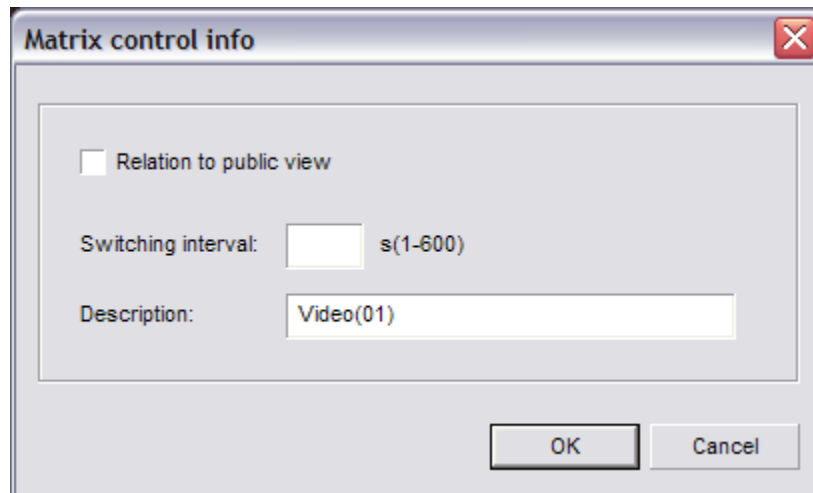 Matrix control info
Relation to public view
Switching interval: s(1-600)
Description: Video(01)
OK Cancel